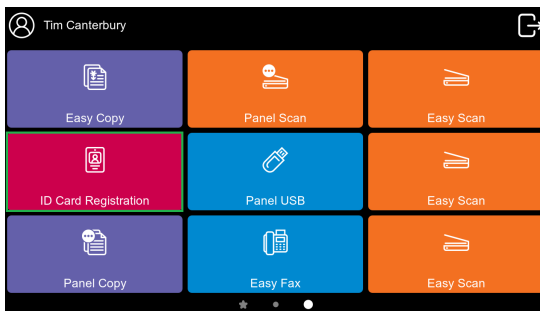 Tim Canterbury
Easy Copy
Panel Scan
Easy Scan
ID Card Registration
Panel USB
Easy Scan
Panel Copy
Easy Fax
Easy Scan